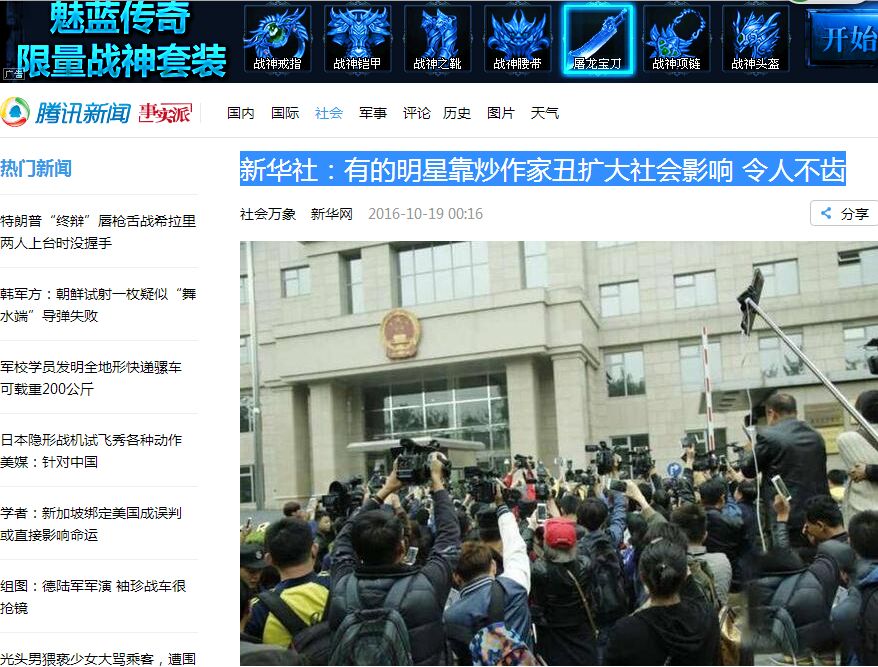 魅蓝传奇
限量战神套装
广告
战神戒指
战神铠甲
战神之靴
战神腰带
屠龙宝刀
战神项链
战神头盔
开始
腾讯新闻 事实派
国内 国际 社会 军事 评论 历史 图片 天气
热门新闻
特朗普“终辩”唇枪舌战希拉里
两人上台时没握手
韩军方：朝鲜试射一枚疑似“舞
水端”导弹失败
军校学员发明全地形快递骡车
可载重200公斤
日本隐形战机试飞秀各种动作
美媒：针对中国
学者：新加坡绑定美国成误判
或直接影响命运
组图：德陆军军演 袖珍战车很
抢镜
光头男猥亵少女大骂乘客，遭围
新华社：有的明星靠炒作家丑扩大社会影响 令人不齿
社会万象 新华网 2016-10-19 00:16
分享